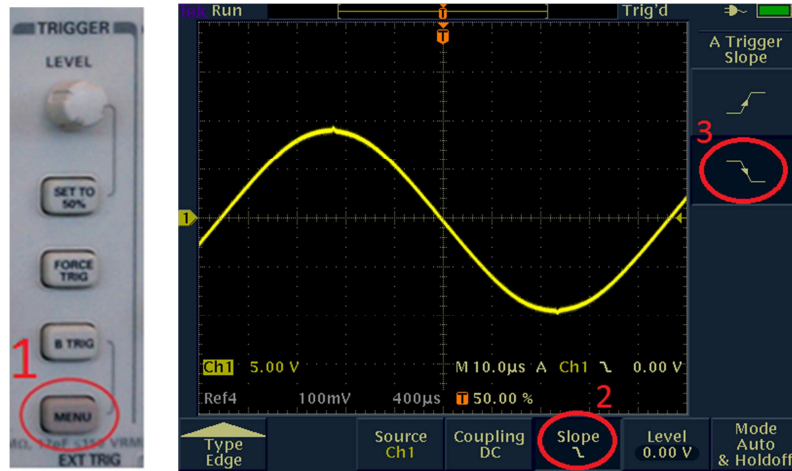 TRIGGER
LEVEL
SET TO
50%
FORCE
TRIG
B TRIG
1
MENU
EXT TRIG
Run
Trig'd
T
T
1
Ch1 5.00 V
M 10.0µs A Ch1 0.00 V
Ref4 100mV 400µs T 50.00 %
A Trigger
Slope
3
2
Type
Edge
Source
Ch1
Coupling
DC
Slope
Level
0.00 V
Mode
Auto
& Holdoff